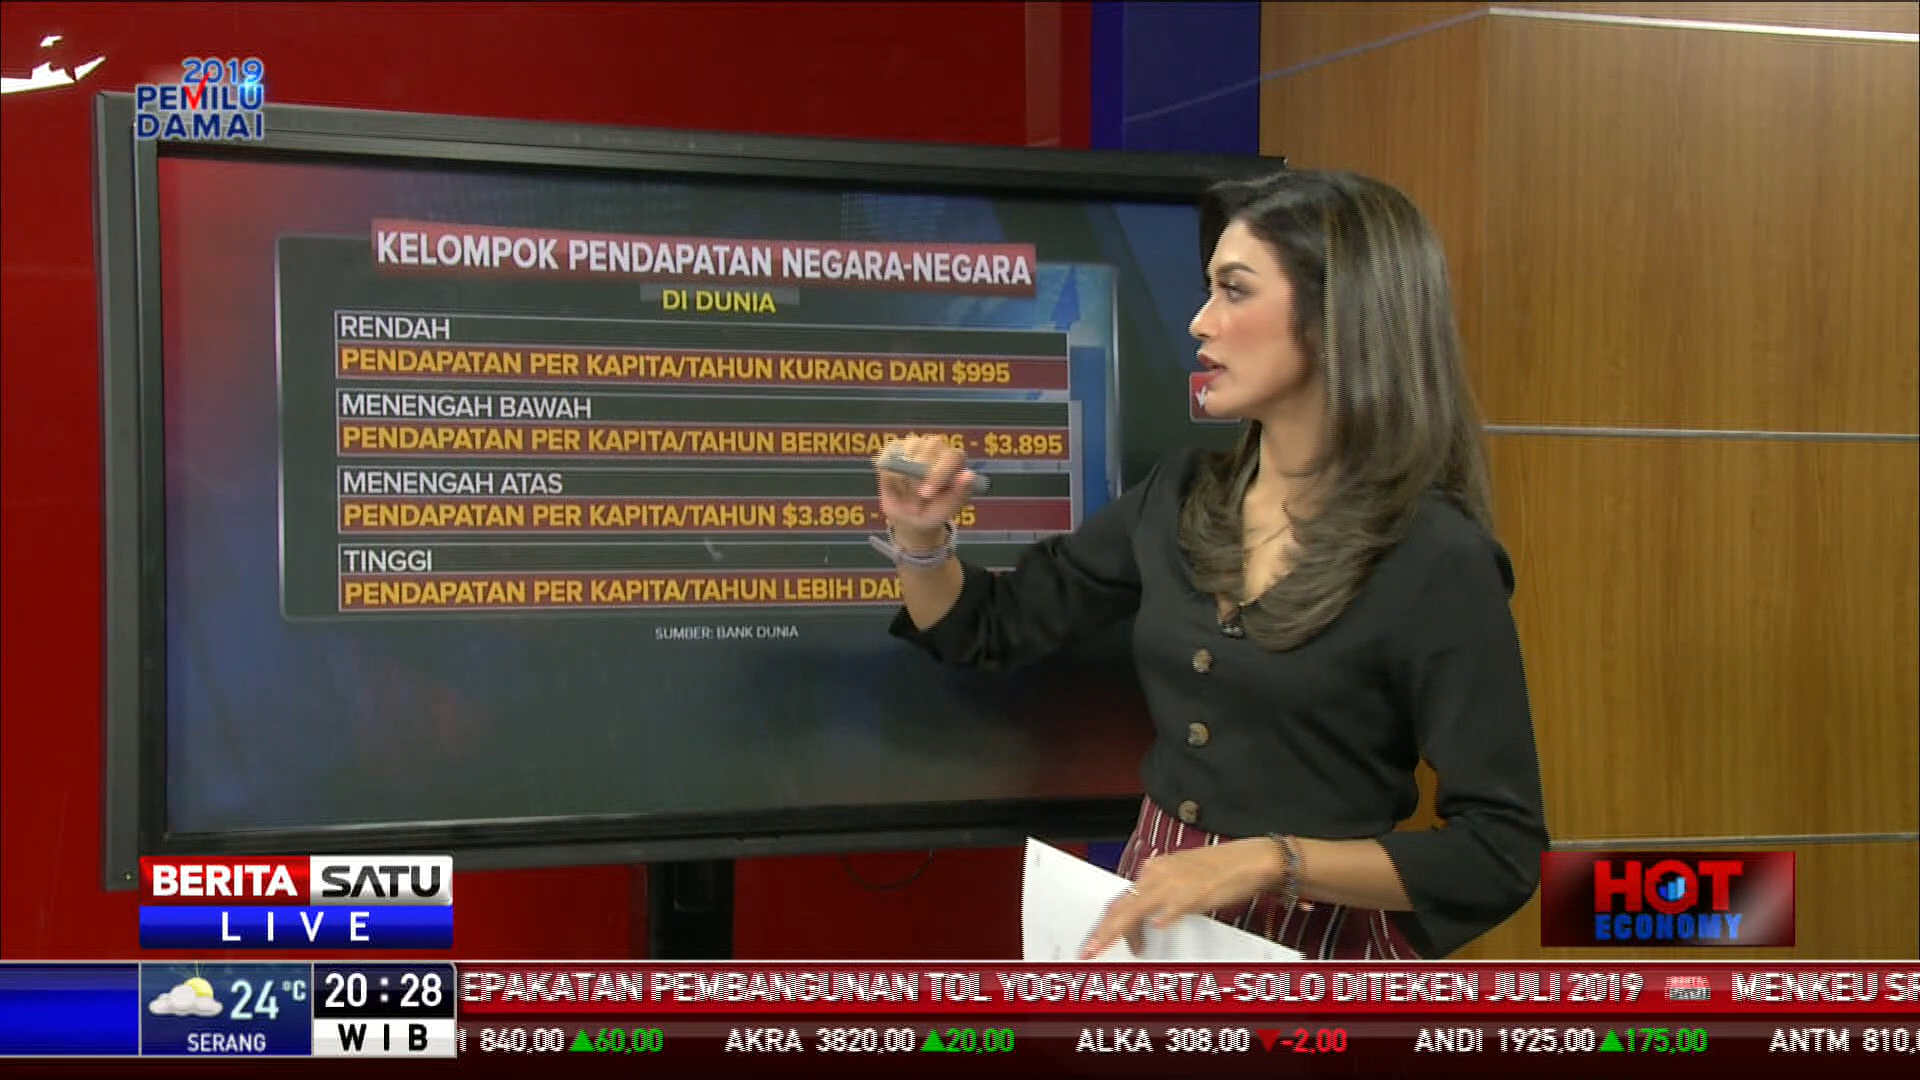 2019
PEMILU
DAMAI
KELOMPOK PENDAPATAN NEGARA-NEGARA
DI DUNIA
RENDAH
PENDAPATAN PER KAPITA/TAHUN KURANG DARI $995
MENENGAH BAWAH
PENDAPATAN PER KAPITA/TAHUN - $3.895
MENENGAH ATAS
PENDAPATAN PER KAPITA/TAHUN $3.896 -
TINGGI
PENDAPATAN PER KAPITA/TAHUN LEBIH
SUMBER: BANK DUNIA
BERITA SATU
LIVE
HOT
ECONOMY
24°C
SERANG
20:28
WIB
EPAKATAN PEMBANGUNAN TOL YOGYAKARTA-SOLO DITEKEN JULI 2019 MENKEU
840,00 ▲60,00 AKRA 3820,00 ▲20,00 ALKA 308,00 ▼-2,00 ANDI 1925,00 ▲175,00 ANTM 810,